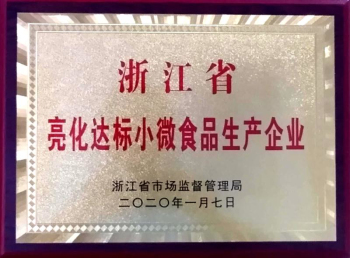 浙江省
亮化达标小微食品生产企业
浙江省市场监督管理局
二〇二〇年一月七日